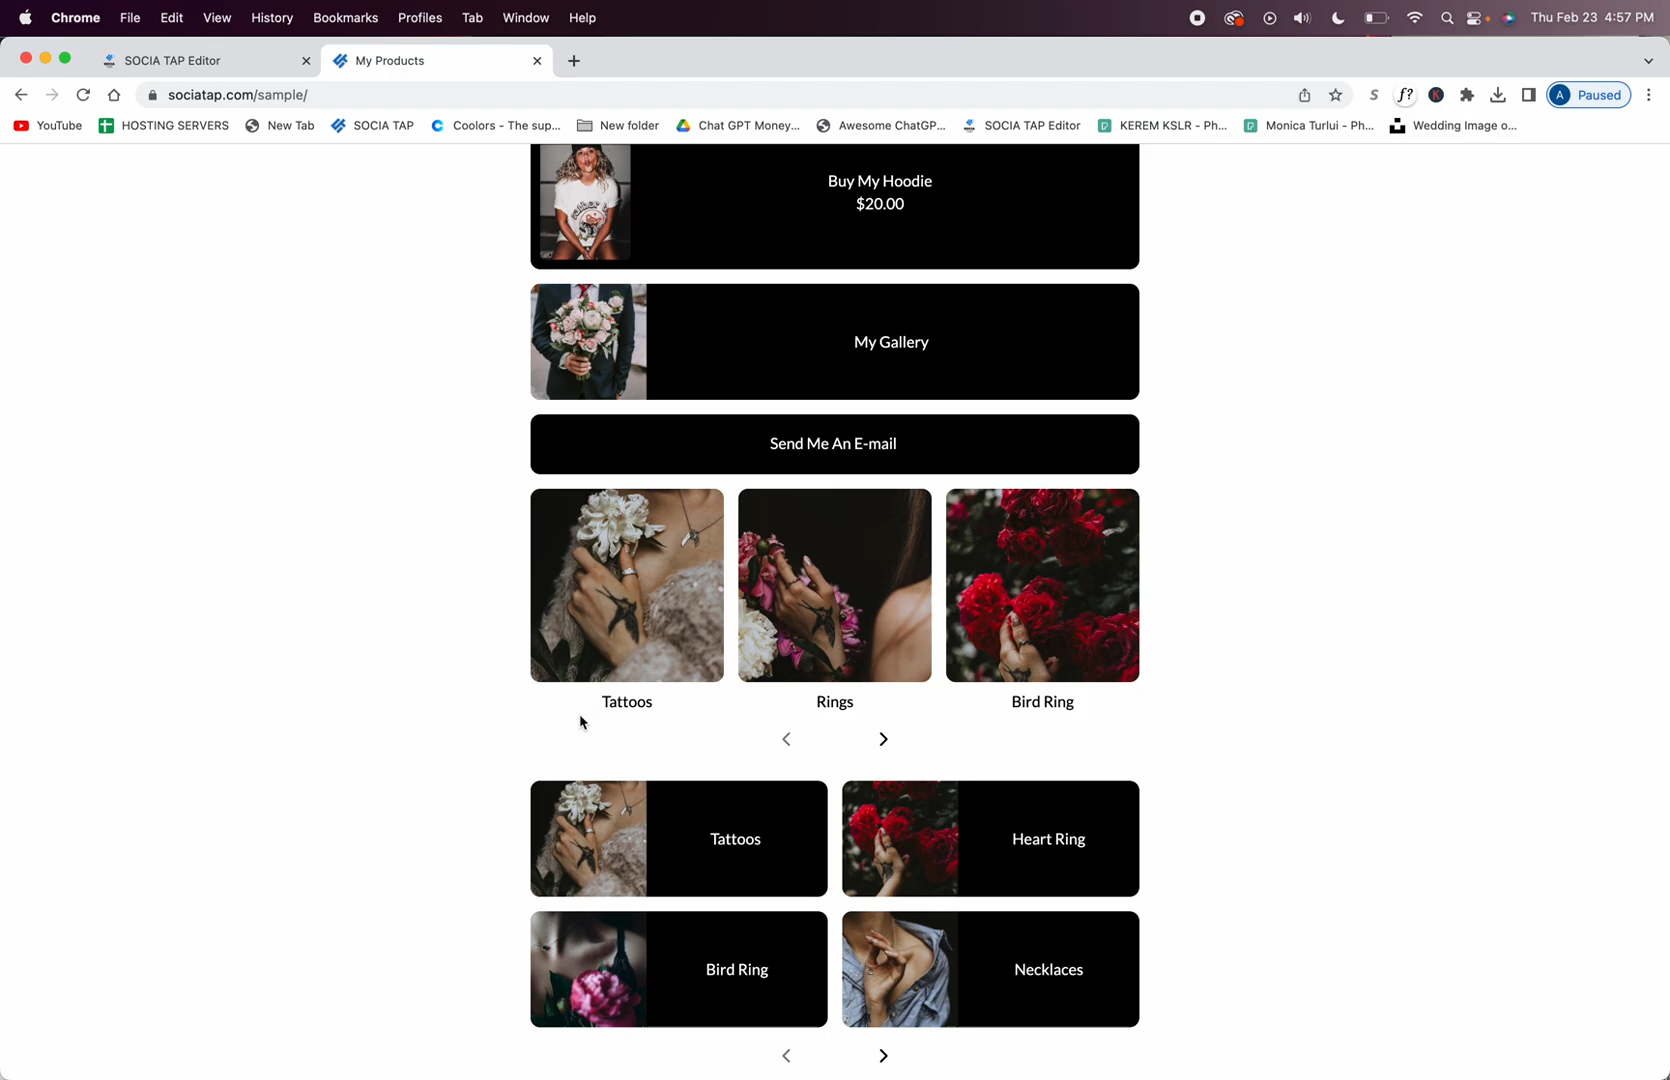 Chrome File Edit View History Bookmarks Profiles Tab Window Help Thu Feb 23 4:57 PM
SOCIA TAP Editor My Products
sociatap.com/sample/ S f? K A Paused
YouTube HOSTING SERVERS New Tab SOCIA TAP Coolors - The sup... New folder Chat GPT Money... Awesome ChatGP... SOCIA TAP Editor KEREM KSLR - Ph... Monica Turlui - Ph... Wedding Image o...
Buy My Hoodie
$20.00
My Gallery
Send Me An E-mail
Tattoos Rings Bird Ring
Tattoos Heart Ring
Bird Ring Necklaces